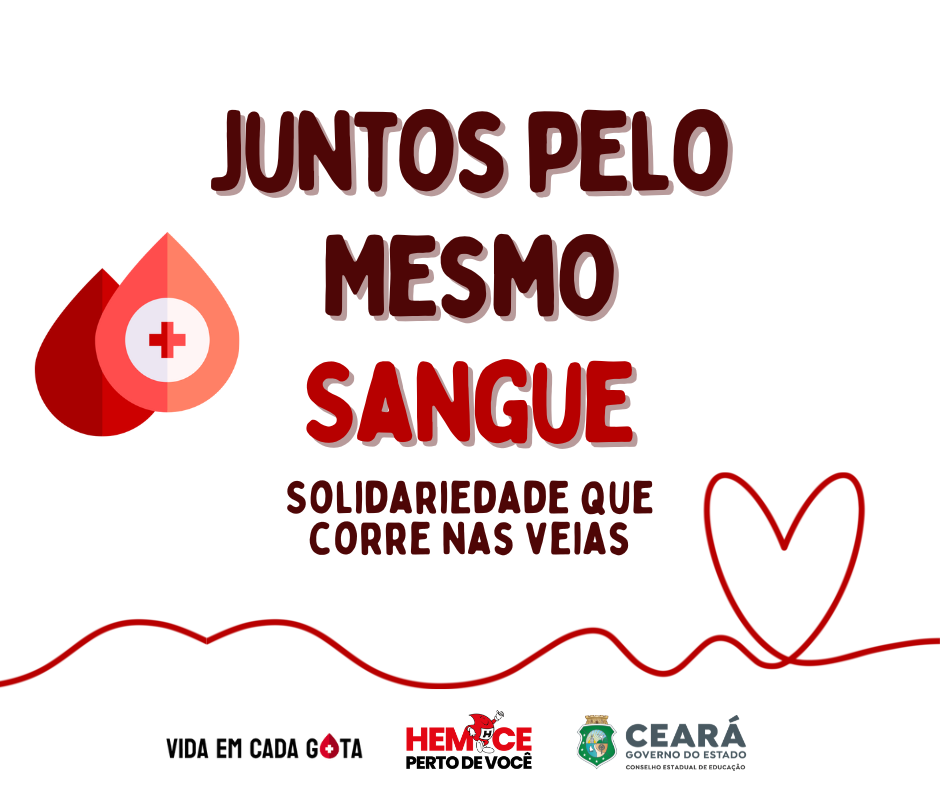 JUNTOS PELO
MESMO
SANGUE
SOLIDARIEDADE QUE
CORRE NAS VEIAS
VIDA EM CADA GOTA
HEMOCE
PERTO DE VOCÊ
H
CEARÁ
GOVERNO DO ESTADO
CONSELHO ESTADUAL DE EDUCAÇÃO